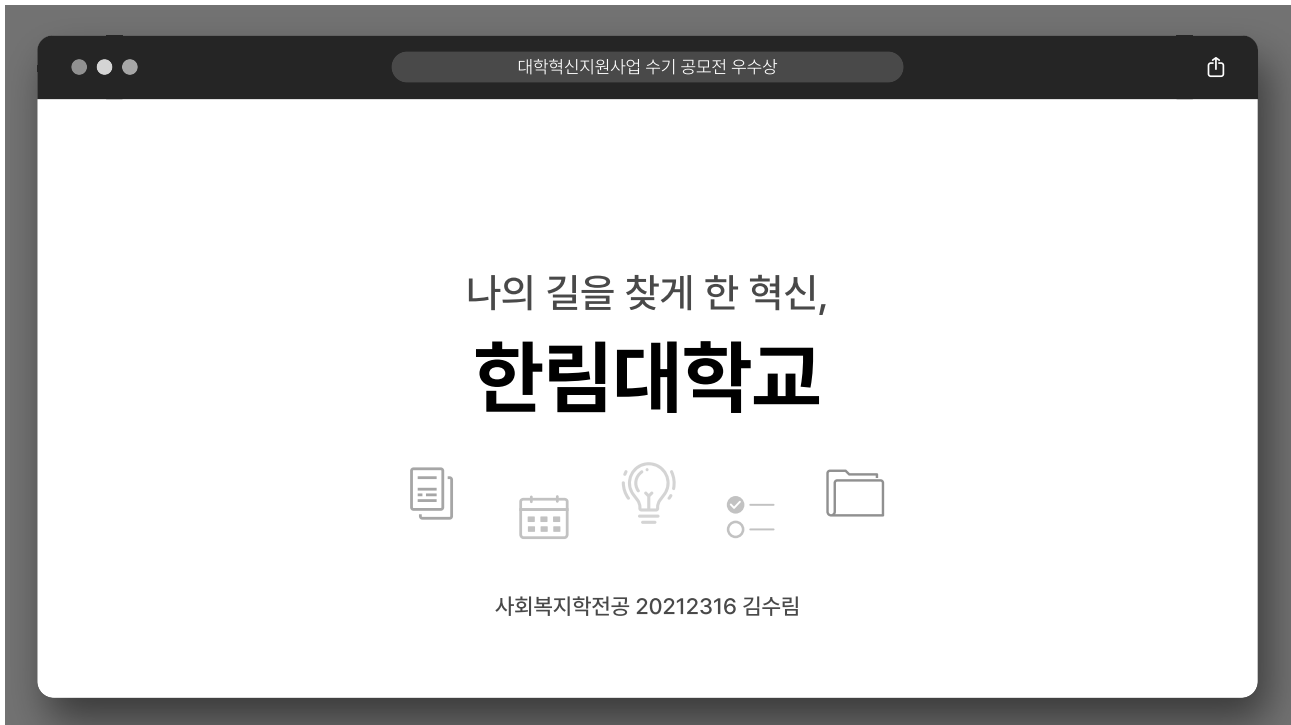 대학혁신지원사업 수기 공모전 우수상
나의 길을 찾게 한 혁신,
한림대학교
사회복지학전공 20212316 김수림